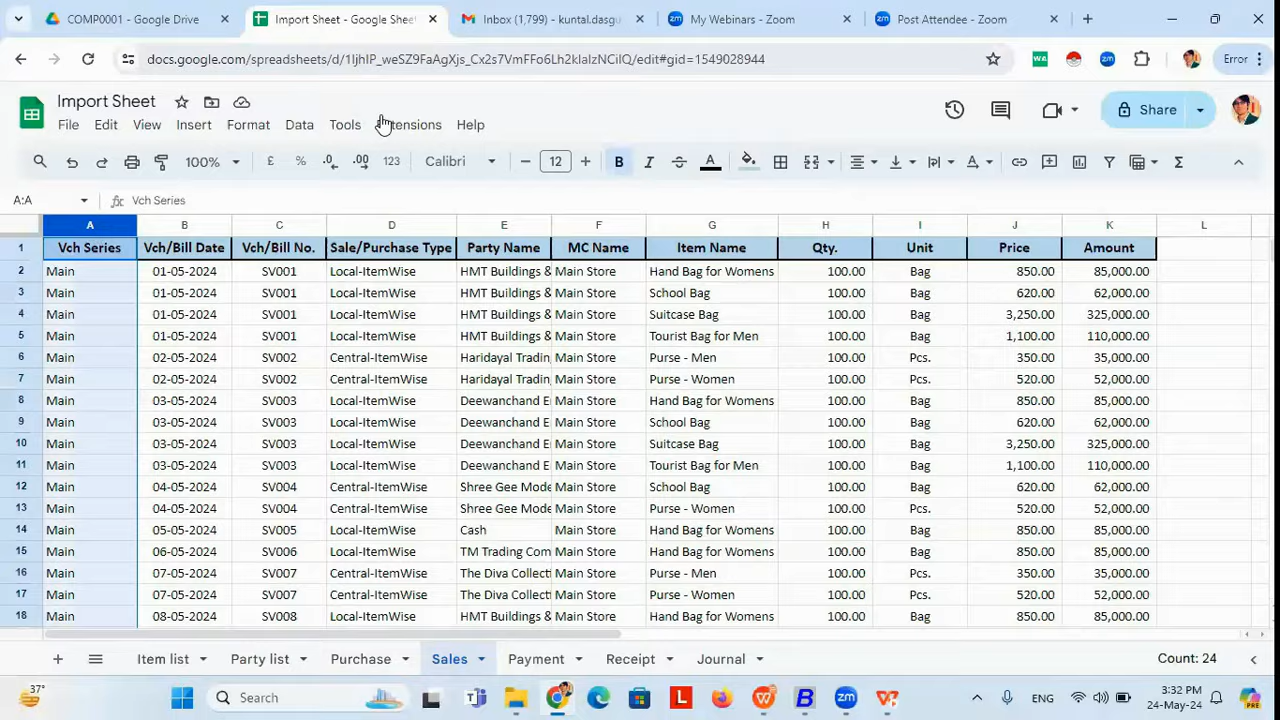 COMP0001 - Google Drive
Import Sheet - Google Shee
Inbox (1,799) - kuntal.dasgu
My Webinars - Zoom
Post Attendee - Zoom
Error
Import Sheet
File Edit View Insert Format Data Tools Help
Share
100% £ % .0 .00 123 Calibri 12 B I A
A:A fx Vch Series
A B C D E F G H I J K L
1 Vch Series Vch/Bill Date Vch/Bill No. Sale/Purchase Type Party Name MC Name Item Name Qty. Unit Price Amount
2 Main 01-05-2024 SV001 Local-ItemWise HMT Buildings & Main Store Hand Bag for Womens 100.00 Bag 850.00 85,000.00
3 Main 01-05-2024 SV001 Local-ItemWise HMT Buildings & Main Store School Bag 100.00 Bag 620.00 62,000.00
4 Main 01-05-2024 SV001 Local-ItemWise HMT Buildings & Main Store Suitcase Bag 100.00 Bag 3,250.00 325,000.00
5 Main 01-05-2024 SV001 Local-ItemWise HMT Buildings & Main Store Tourist Bag for Men 100.00 Bag 1,100.00 110,000.00
6 Main 02-05-2024 SV002 Central-ItemWise Haridayal Tradin Main Store Purse - Men 100.00 Pcs. 350.00 35,000.00
7 Main 02-05-2024 SV002 Central-ItemWise Haridayal Tradin Main Store Purse - Women 100.00 Pcs. 520.00 52,000.00
8 Main 03-05-2024 SV003 Local-ItemWise Deewanchand E Main Store Hand Bag for Womens 100.00 Bag 850.00 85,000.00
9 Main 03-05-2024 SV003 Local-ItemWise Deewanchand E Main Store School Bag 100.00 Bag 620.00 62,000.00
10 Main 03-05-2024 SV003 Local-ItemWise Deewanchand E Main Store Suitcase Bag 100.00 Bag 3,250.00 325,000.00
11 Main 03-05-2024 SV003 Local-ItemWise Deewanchand E Main Store Tourist Bag for Men 100.00 Bag 1,100.00 110,000.00
12 Main 04-05-2024 SV004 Central-ItemWise Shree Gee Mode Main Store School Bag 100.00 Bag 620.00 62,000.00
13 Main 04-05-2024 SV004 Central-ItemWise Shree Gee Mode Main Store Purse - Women 100.00 Pcs. 520.00 52,000.00
14 Main 05-05-2024 SV005 Local-ItemWise Cash Main Store Hand Bag for Womens 100.00 Bag 850.00 85,000.00
15 Main 06-05-2024 SV006 Local-ItemWise TM Trading Com Main Store Hand Bag for Womens 100.00 Bag 850.00 85,000.00
16 Main 07-05-2024 SV007 Central-ItemWise The Diva Collecti Main Store Purse - Men 100.00 Pcs. 350.00 35,000.00
17 Main 07-05-2024 SV007 Central-ItemWise The Diva Collecti Main Store Purse - Women 100.00 Pcs. 520.00 52,000.00
18 Main 08-05-2024 SV008 Local-ItemWise HMT Buildings & Main Store Hand Bag for Womens 100.00 Bag 850.00 85,000.00
Item list Party list Purchase Sales Payment Receipt Journal Count: 24
37° Search ENG 3:32 PM
24-May-24